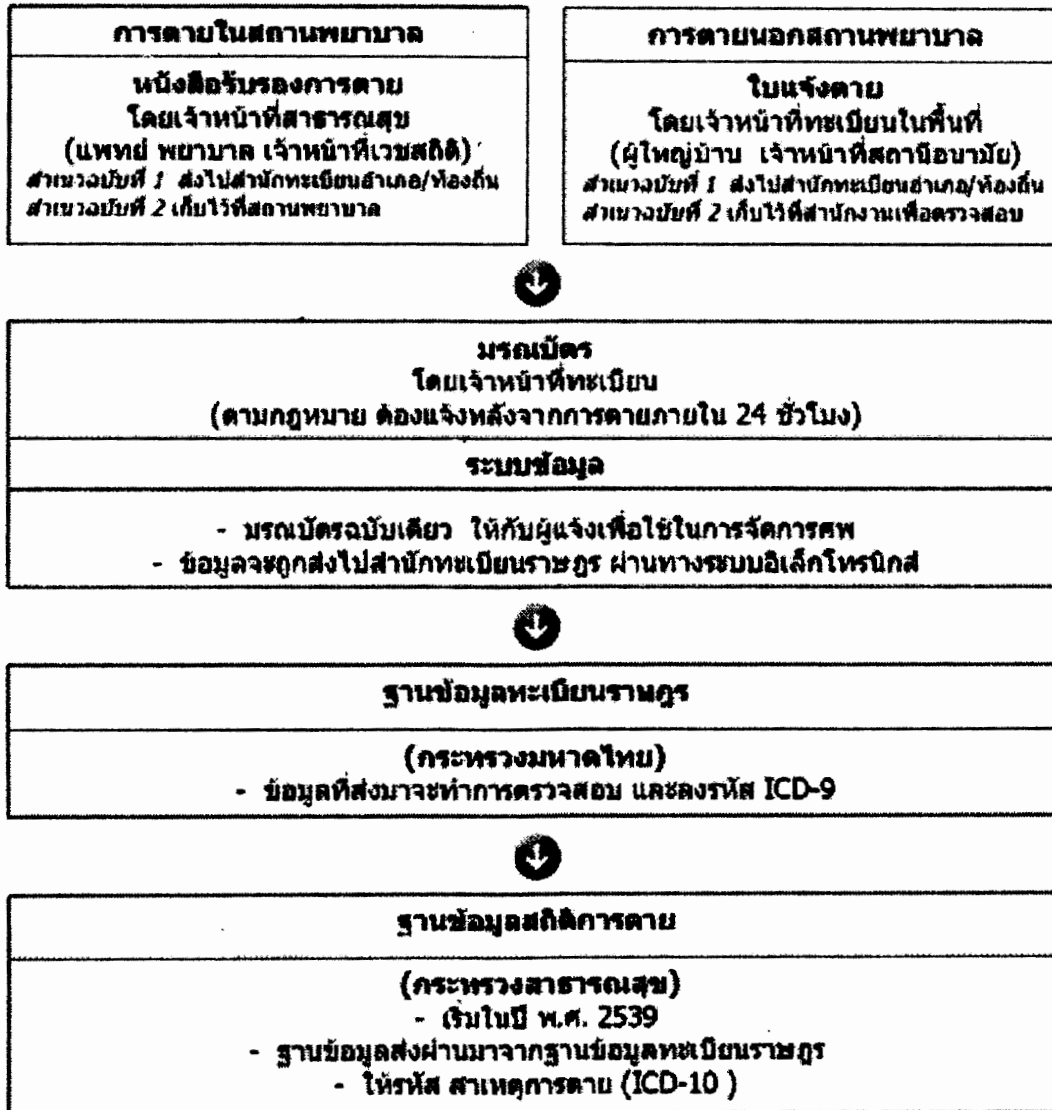 การตายในสถานพยาบาล
หนังสือรับรองการตาย
โดยเจ้าหน้าที่สาธารณสุข
(แพทย์ พยาบาล เจ้าหน้าที่เวชสถิติ)
สำเนาฉบับที่ 1 ส่งไปสำนักทะเบียนอำเภอ/ท้องถิ่น
สำเนาฉบับที่ 2 เก็บไว้ที่สถานพยาบาล
การตายนอกสถานพยาบาล
ใบแจ้งตาย
โดยเจ้าหน้าที่ทะเบียนในพื้นที่
(ผู้ใหญ่บ้าน เจ้าหน้าที่สถานีอนามัย)
สำเนาฉบับที่ 1 ส่งไปสำนักทะเบียนอำเภอ/ท้องถิ่น
สำเนาฉบับที่ 2 เก็บไว้ที่สำนักงานเพื่อตรวจสอบ
มรณบัตร
โดยเจ้าหน้าที่ทะเบียน
(ตามกฎหมาย ต้องแจ้งหลังจากการตายภายใน 24 ชั่วโมง)
ระบบข้อมูล
- มรณบัตรฉบับเดียว ให้กับผู้แจ้งเพื่อใช้ในการจัดการศพ
- ข้อมูลจะถูกส่งไปสำนักทะเบียนราษฎร ผ่านทางระบบอิเล็กโทรนิกส์
ฐานข้อมูลทะเบียนราษฎร
(กระทรวงมหาดไทย)
- ข้อมูลที่ส่งมาจะทำการตรวจสอบ และลงรหัส ICD-9
ฐานข้อมูลสถิติการตาย
(กระทรวงสาธารณสุข)
- เริ่มในปี พ.ศ. 2539
- ฐานข้อมูลส่งผ่านมาจากฐานข้อมูลทะเบียนราษฎร
- ให้รหัส สาเหตุการตาย (ICD-10 )